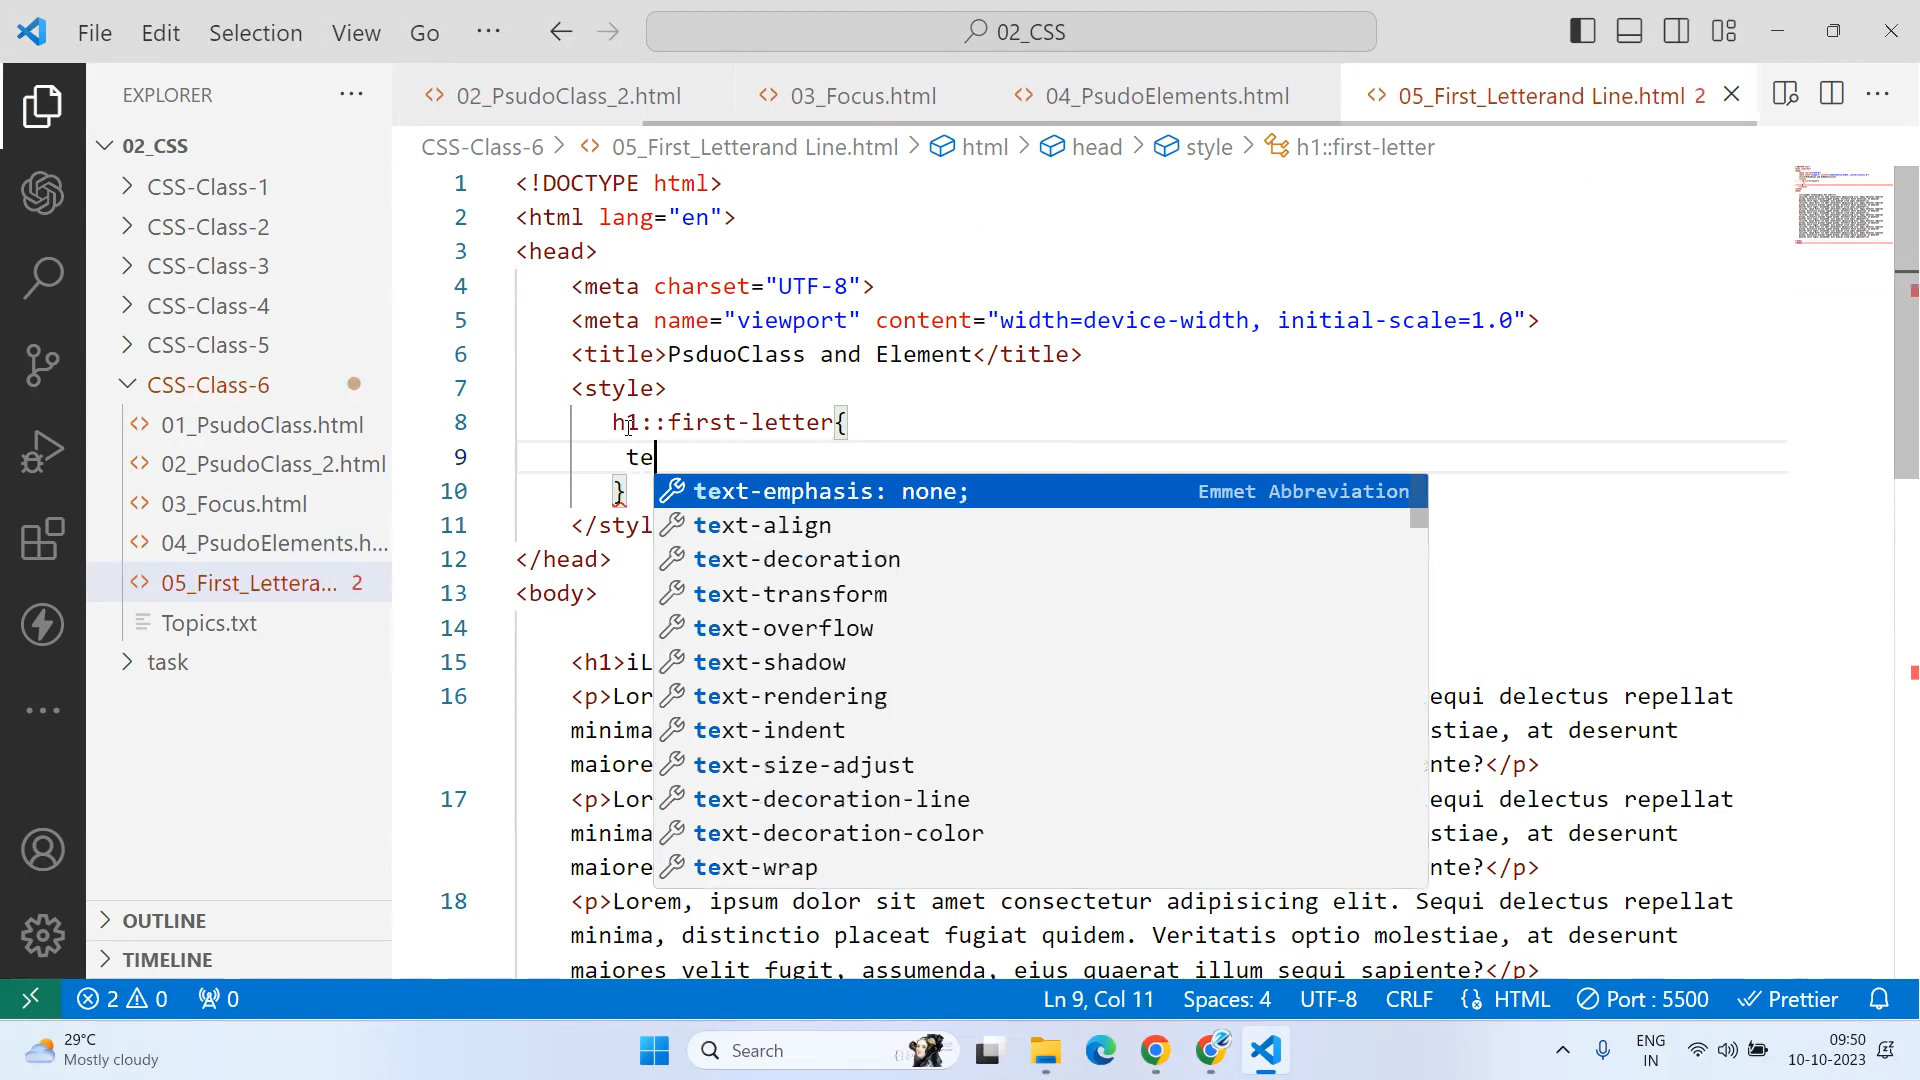 File Edit Selection View Go ··· 02_CSS
EXPLORER ···
02_PsudoClass_2.html 03_Focus.html 04_PsudoElements.html 05_First_Letterand Line.html 2
CSS-Class-6 > 05_First_Letterand Line.html > html > head > style > h1::first-letter
02_CSS
CSS-Class-1
CSS-Class-2
CSS-Class-3
CSS-Class-4
CSS-Class-5
CSS-Class-6
01_PsudoClass.html
02_PsudoClass_2.html
03_Focus.html
04_PsudoElements.h...
05_First_Lettera... 2
Topics.txt
task
OUTLINE
TIMELINE
1 <!DOCTYPE html>
2 <html lang="en">
3 <head>
4 <meta charset="UTF-8">
5 <meta name="viewport" content="width=device-width, initial-scale=1.0">
6 <title>PsduoClass and Element</title>
7 <style>
8 h1::first-letter{
9 te
10 }
11 </styl
12 </head>
13 <body>
14
15 <h1>iL
16 <p>Lor equi delectus repellat
minima stiae, at deserunt
maiore nte?</p>
17 <p>Lor equi delectus repellat
minima stiae, at deserunt
maiore nte?</p>
18 <p>Lorem, ipsum dolor sit amet consectetur adipisicing elit. Sequi delectus repellat
minima, distinctio placeat fugiat quidem. Veritatis optio molestiae, at deserunt
maiores velit fugit, assumenda, eius quaerat illum sequi sapiente?</p>
text-emphasis: none; Emmet Abbreviation
text-align
text-decoration
text-transform
text-overflow
text-shadow
text-rendering
text-indent
text-size-adjust
text-decoration-line
text-decoration-color
text-wrap
2 0 0 Ln 9, Col 11 Spaces: 4 UTF-8 CRLF HTML Port : 5500 Prettier
29°C
Mostly cloudy
Search
ENG
IN
09:50
10-10-2023